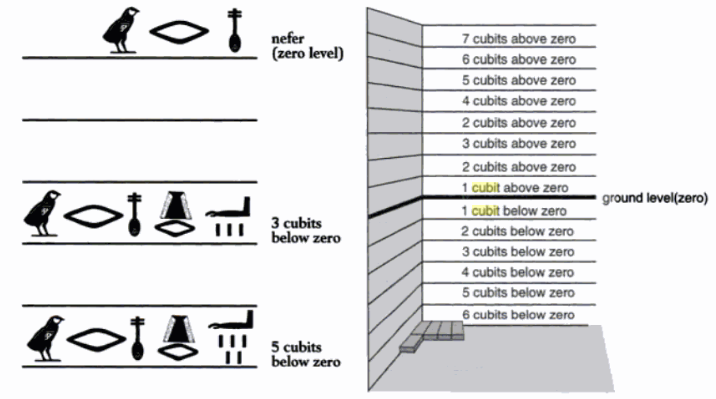 nefer
(zero level)
3 cubits
below zero
5 cubits
below zero
7 cubits above zero
6 cubits above zero
5 cubits above zero
4 cubits above zero
2 cubits above zero
3 cubits above zero
2 cubits above zero
1 cubit above zero
ground level(zero)
1 cubit below zero
2 cubits below zero
3 cubits below zero
4 cubits below zero
5 cubits below zero
6 cubits below zero